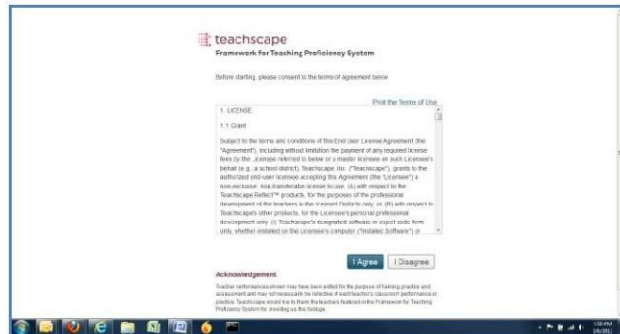 teachscape
Framework for Teaching Proficiency System
Before starting, please consent to the terms of agreement below.
Print the Terms of Use
1. LICENSE
1.1 Grant
Subject to the terms and conditions of this End User License Agreement (the
"Agreement"), including without limitation the payment of any required license
fees by the Licensee referred to below or a master licensee on such Licensee's
behalf (e.g., a school district), Teachscape, Inc. ("Teachscape"), grants to the
authorized end-user licensee accepting this Agreement (the "Licensee") a
non-exclusive, non-transferable license to use: (A) with respect to the
Teachscape Reflect™ products, for the purposes of the professional
development of the teachers in the licensed districts only, or (B) with respect to
Teachscape's other products, for the Licensee's personal professional
development only, (i) Teachscape's designated software in object code form
only, whether installed on the Licensee's computer ("Installed Software") or
I Agree
I Disagree
Acknowledgement
Teacher performances shown may have been edited for the purpose of training practice and
assessment and may not necessarily be reflective of each teacher's classroom performance or
practice. Teachscape would like to thank the teachers featured in the Framework for Teaching
Proficiency System for providing us this footage.